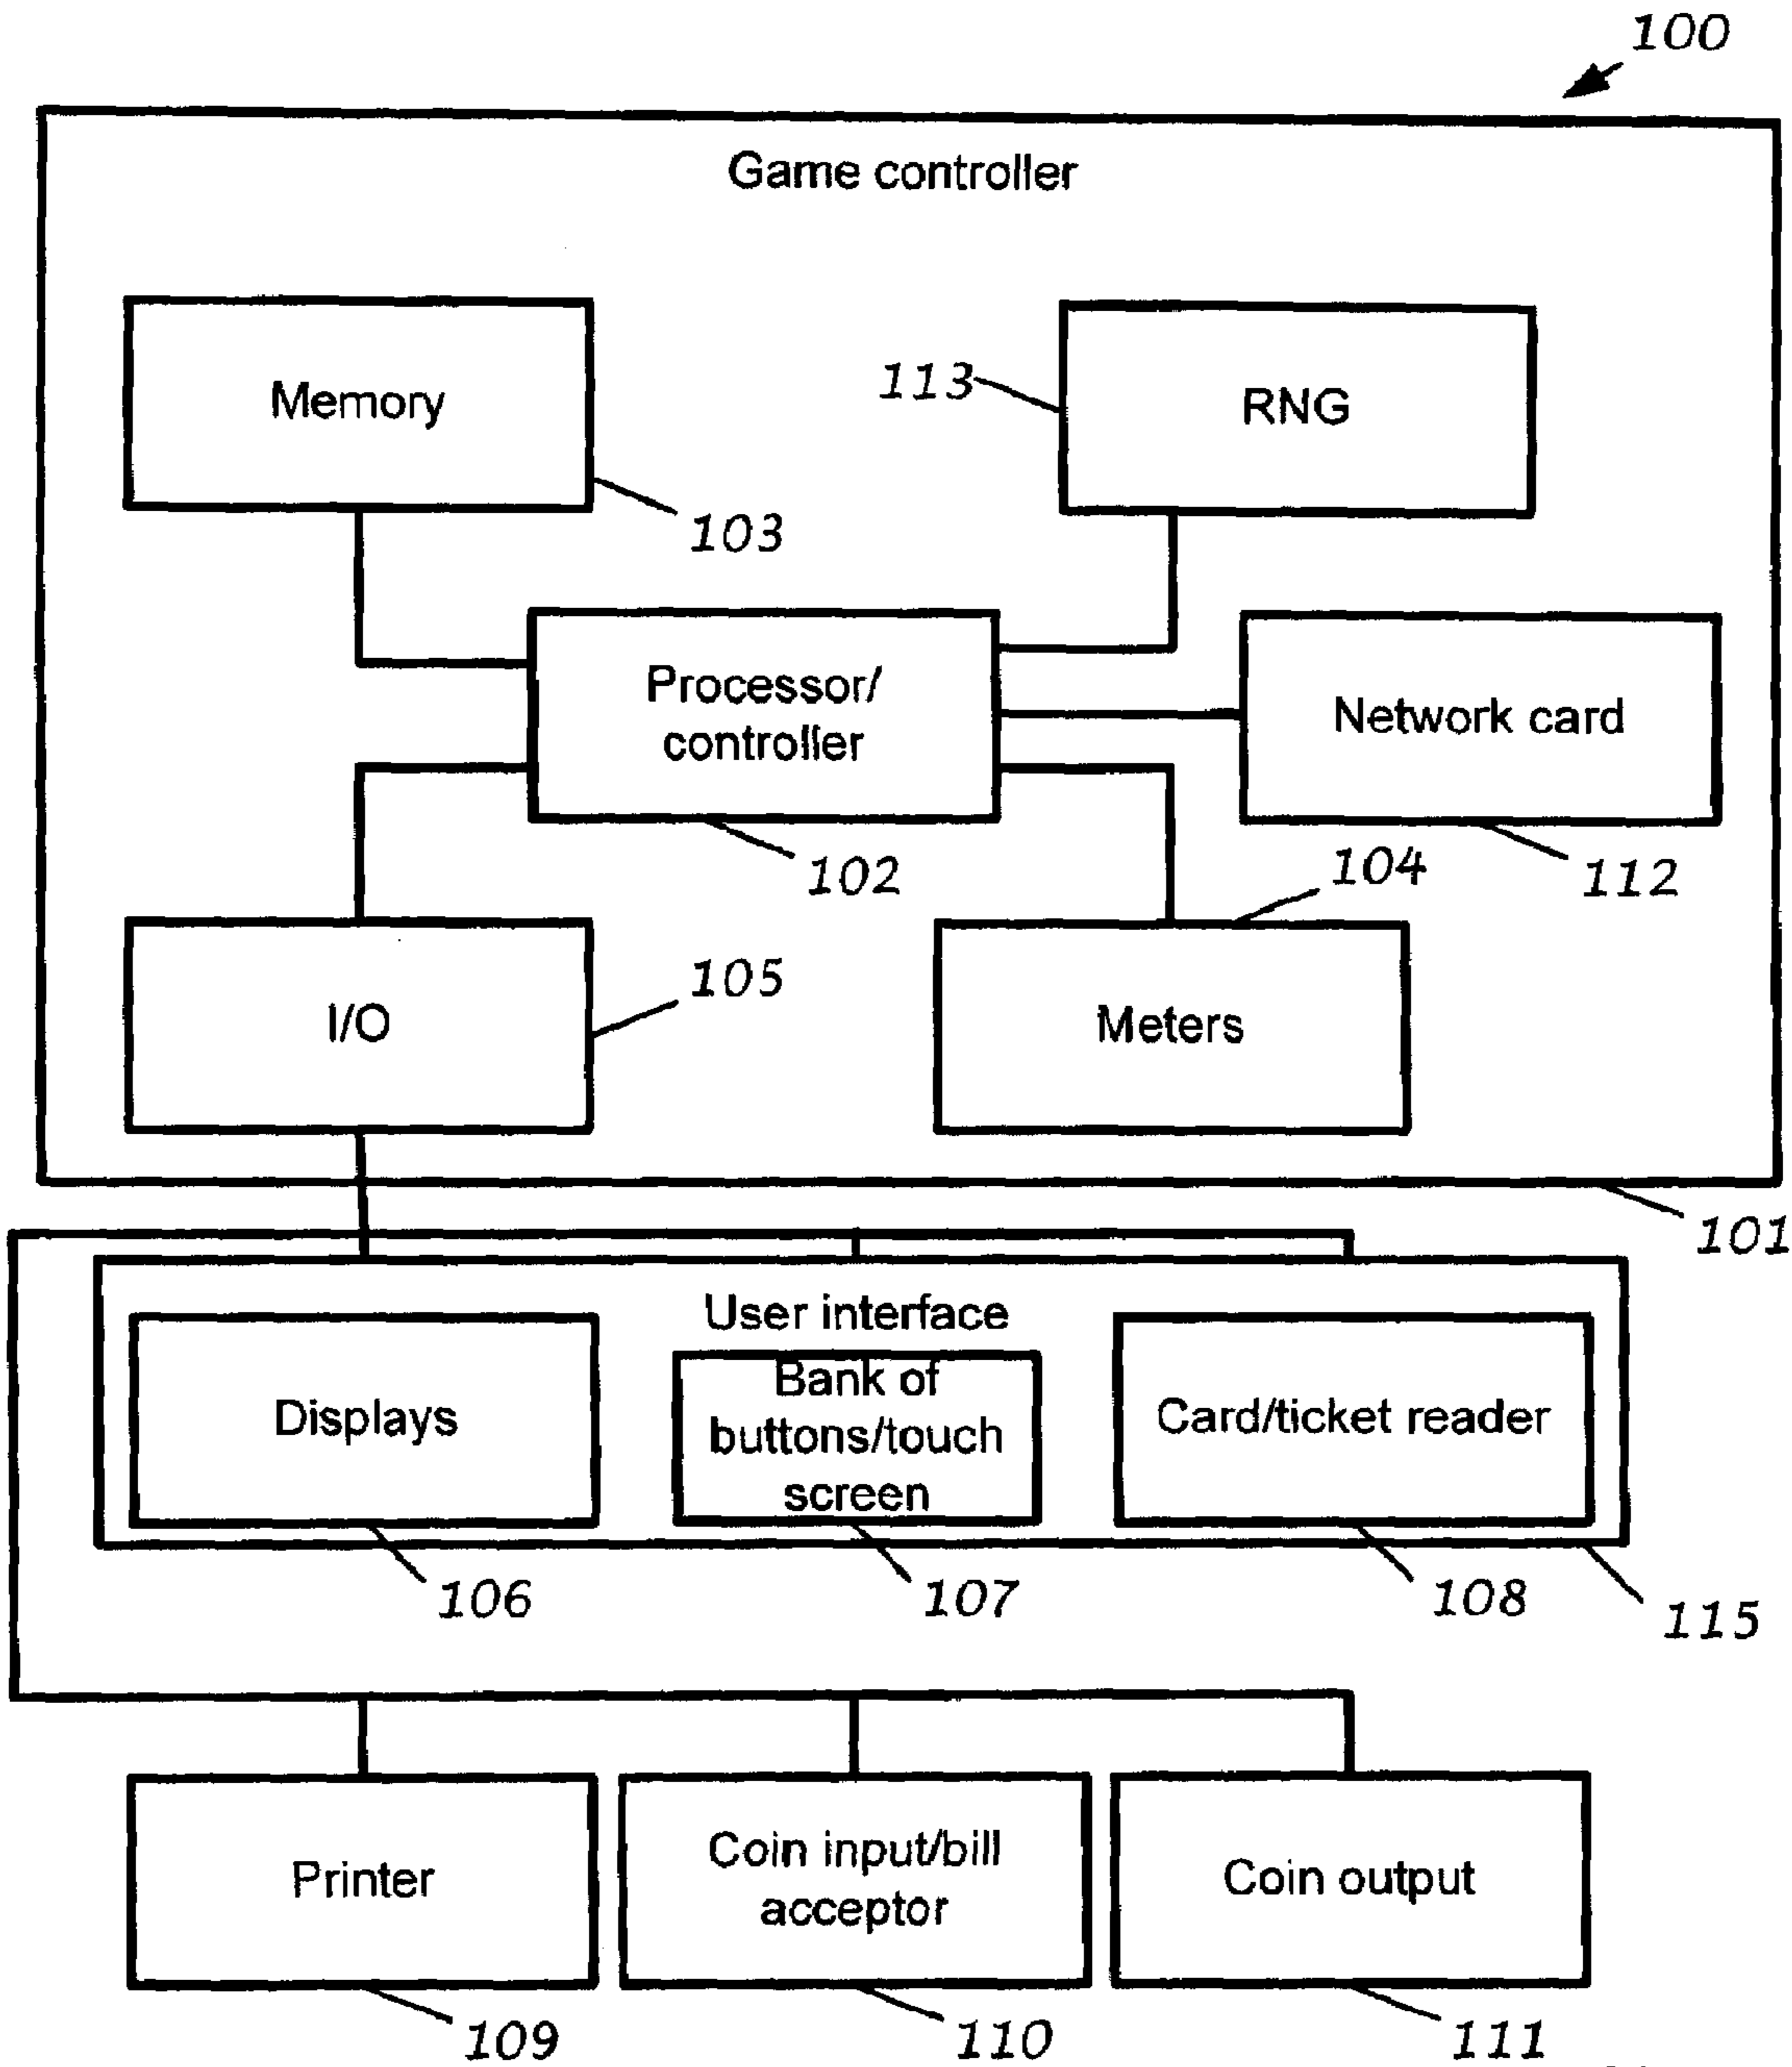 100
Game controller
Memory
113
RNG
103
Processor/
controller
Network card
102
104
112
I/O
105
Meters
101
User interface
Displays
Bank of
buttons/touch
screen
Card/ticket reader
106
107
108
115
Printer
Coin input/bill
acceptor
Coin output
109
110
111